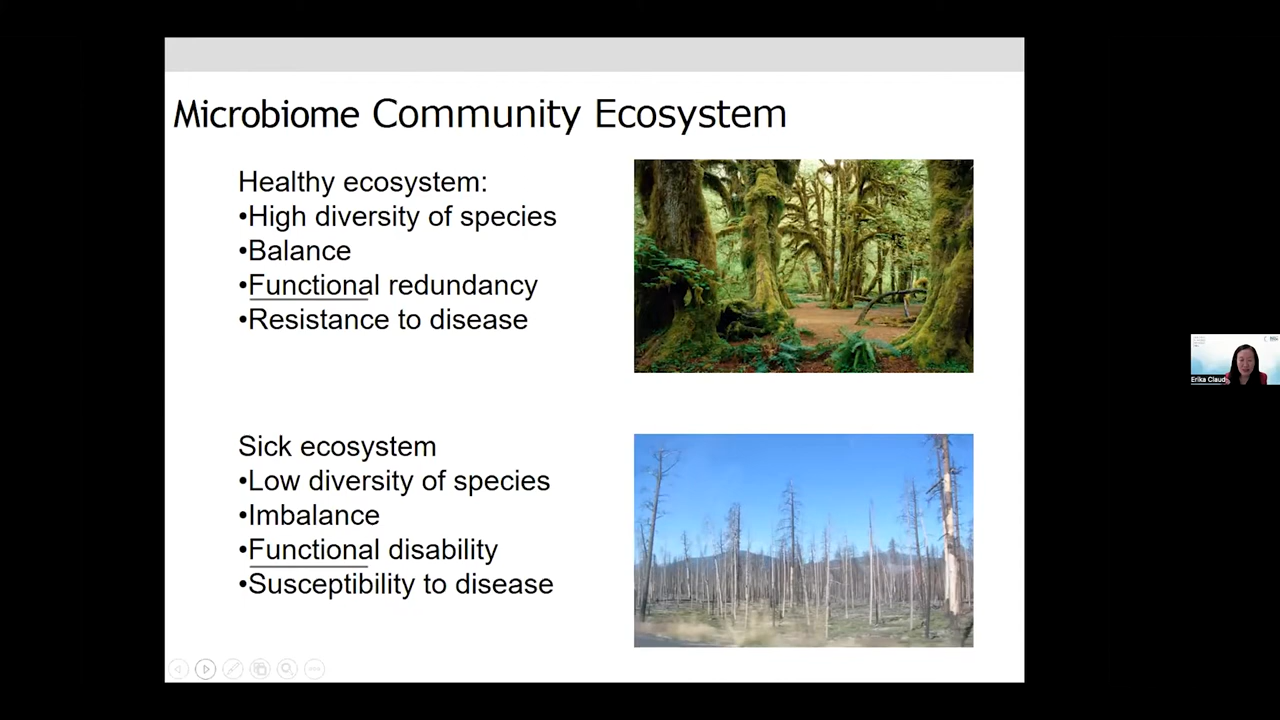 Microbiome Community Ecosystem
Healthy ecosystem:
•High diversity of species
•Balance
•Functional redundancy
•Resistance to disease
Sick ecosystem
•Low diversity of species
•Imbalance
•Functional disability
•Susceptibility to disease
Erika Claud